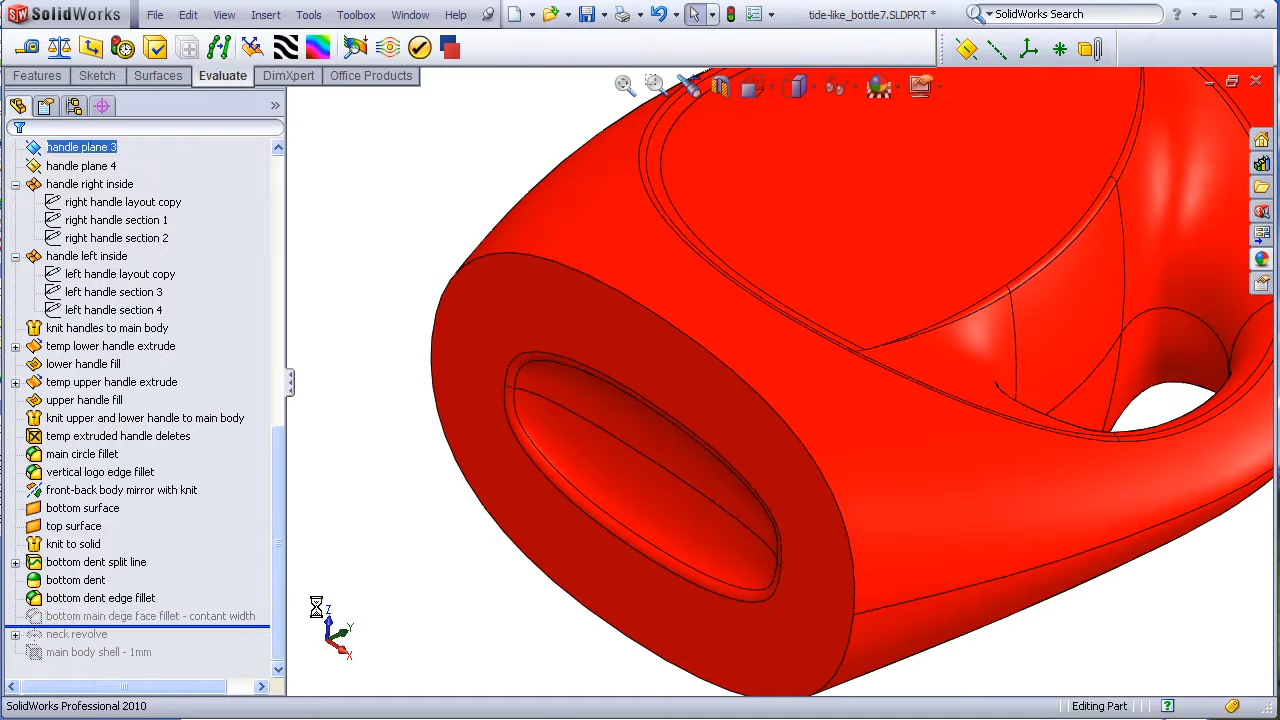 SolidWorks
File Edit View Insert Tools Toolbox Window Help
tide-like_bottle7.SLDPRT *
SolidWorks Search
Features Sketch Surfaces Evaluate DimXpert Office Products
handle plane 3
handle plane 4
handle right inside
right handle layout copy
right handle section 1
right handle section 2
handle left inside
left handle layout copy
left handle section 3
left handle section 4
knit handles to main body
temp lower handle extrude
lower handle fill
temp upper handle extrude
upper handle fill
knit upper and lower handle to main body
temp extruded handle deletes
main circle fillet
vertical logo edge fillet
front-back body mirror with knit
bottom surface
top surface
knit to solid
bottom dent split line
bottom dent
bottom dent edge fillet
bottom main dege face fillet - contant width
neck revolve
main body shell - 1mm
Z
Y
X
SolidWorks Professional 2010
Editing Part